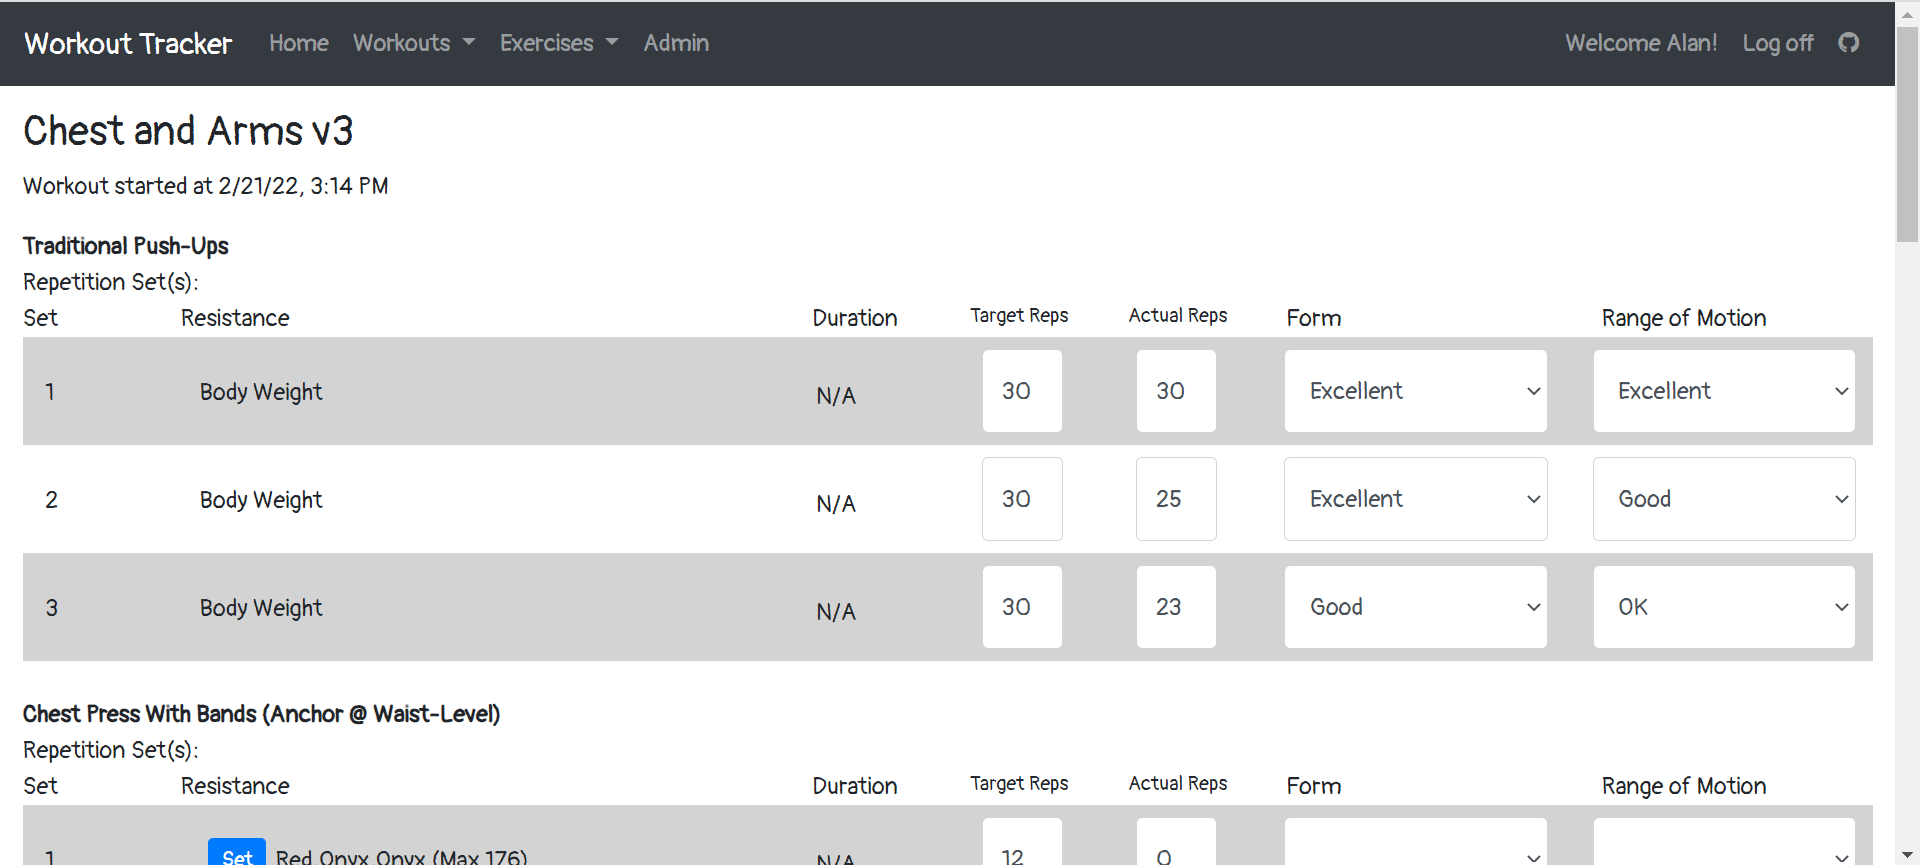 Workout Tracker Home Workouts Exercises Admin Welcome Alan! Log off
Chest and Arms v3
Workout started at 2/21/22, 3:14 PM
Traditional Push-Ups
Repetition Set(s):
Set Resistance Duration Target Reps Actual Reps Form Range of Motion
1 Body Weight N/A 30 30 Excellent Excellent
2 Body Weight N/A 30 25 Excellent Good
3 Body Weight N/A 30 23 Good OK
Chest Press With Bands (Anchor @ Waist-Level)
Repetition Set(s):
Set Resistance Duration Target Reps Actual Reps Form Range of Motion
1 Set Red Onyx Onyx (Max 176) N/A 12 0